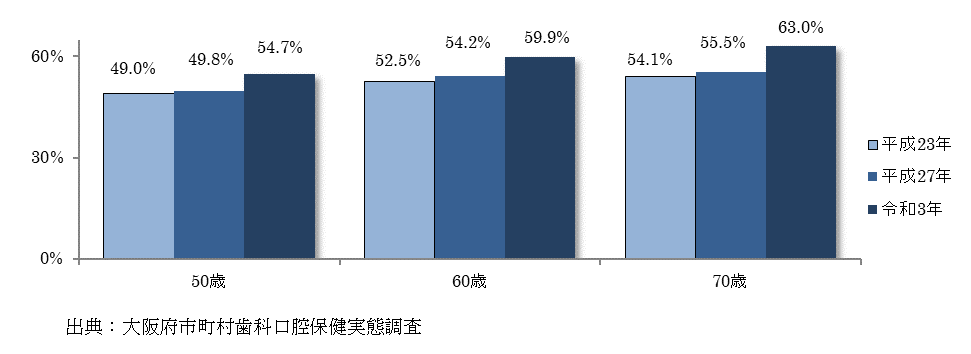 63.0%
59.9%
54.7% 54.2% 55.5%
49.0% 49.8% 52.5% 54.1%
60%
30%
0%
50歳 60歳 70歳
平成23年
平成27年
令和3年
出典：大阪府市町村歯科口腔保健実態調査